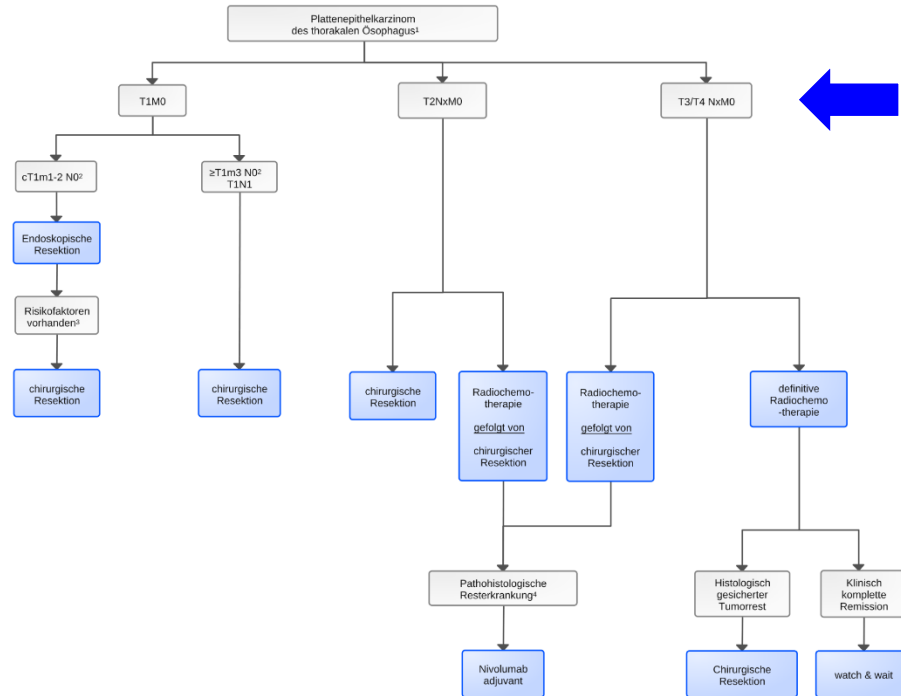 Plattenepithelkarzinom
des thorakalen Ösophagus¹
T1M0
T2NxM0
T3/T4 NxM0
cT1m1-2 N0²
≥T1m3 N0²
T1N1
Endoskopische
Resektion
Risikofaktoren
vorhanden³
chirurgische
Resektion
chirurgische
Resektion
chirurgische
Resektion
Radiochemo-
therapie
gefolgt von
chirurgischer
Resektion
Radiochemo-
therapie
gefolgt von
chirurgischer
Resektion
definitive
Radiochemo
-therapie
Pathohistologische
Resterkrankung⁴
Histologisch
gesicherter
Tumorrest
Klinisch
komplette
Remission
Nivolumab
adjuvant
Chirurgische
Resektion
watch & wait